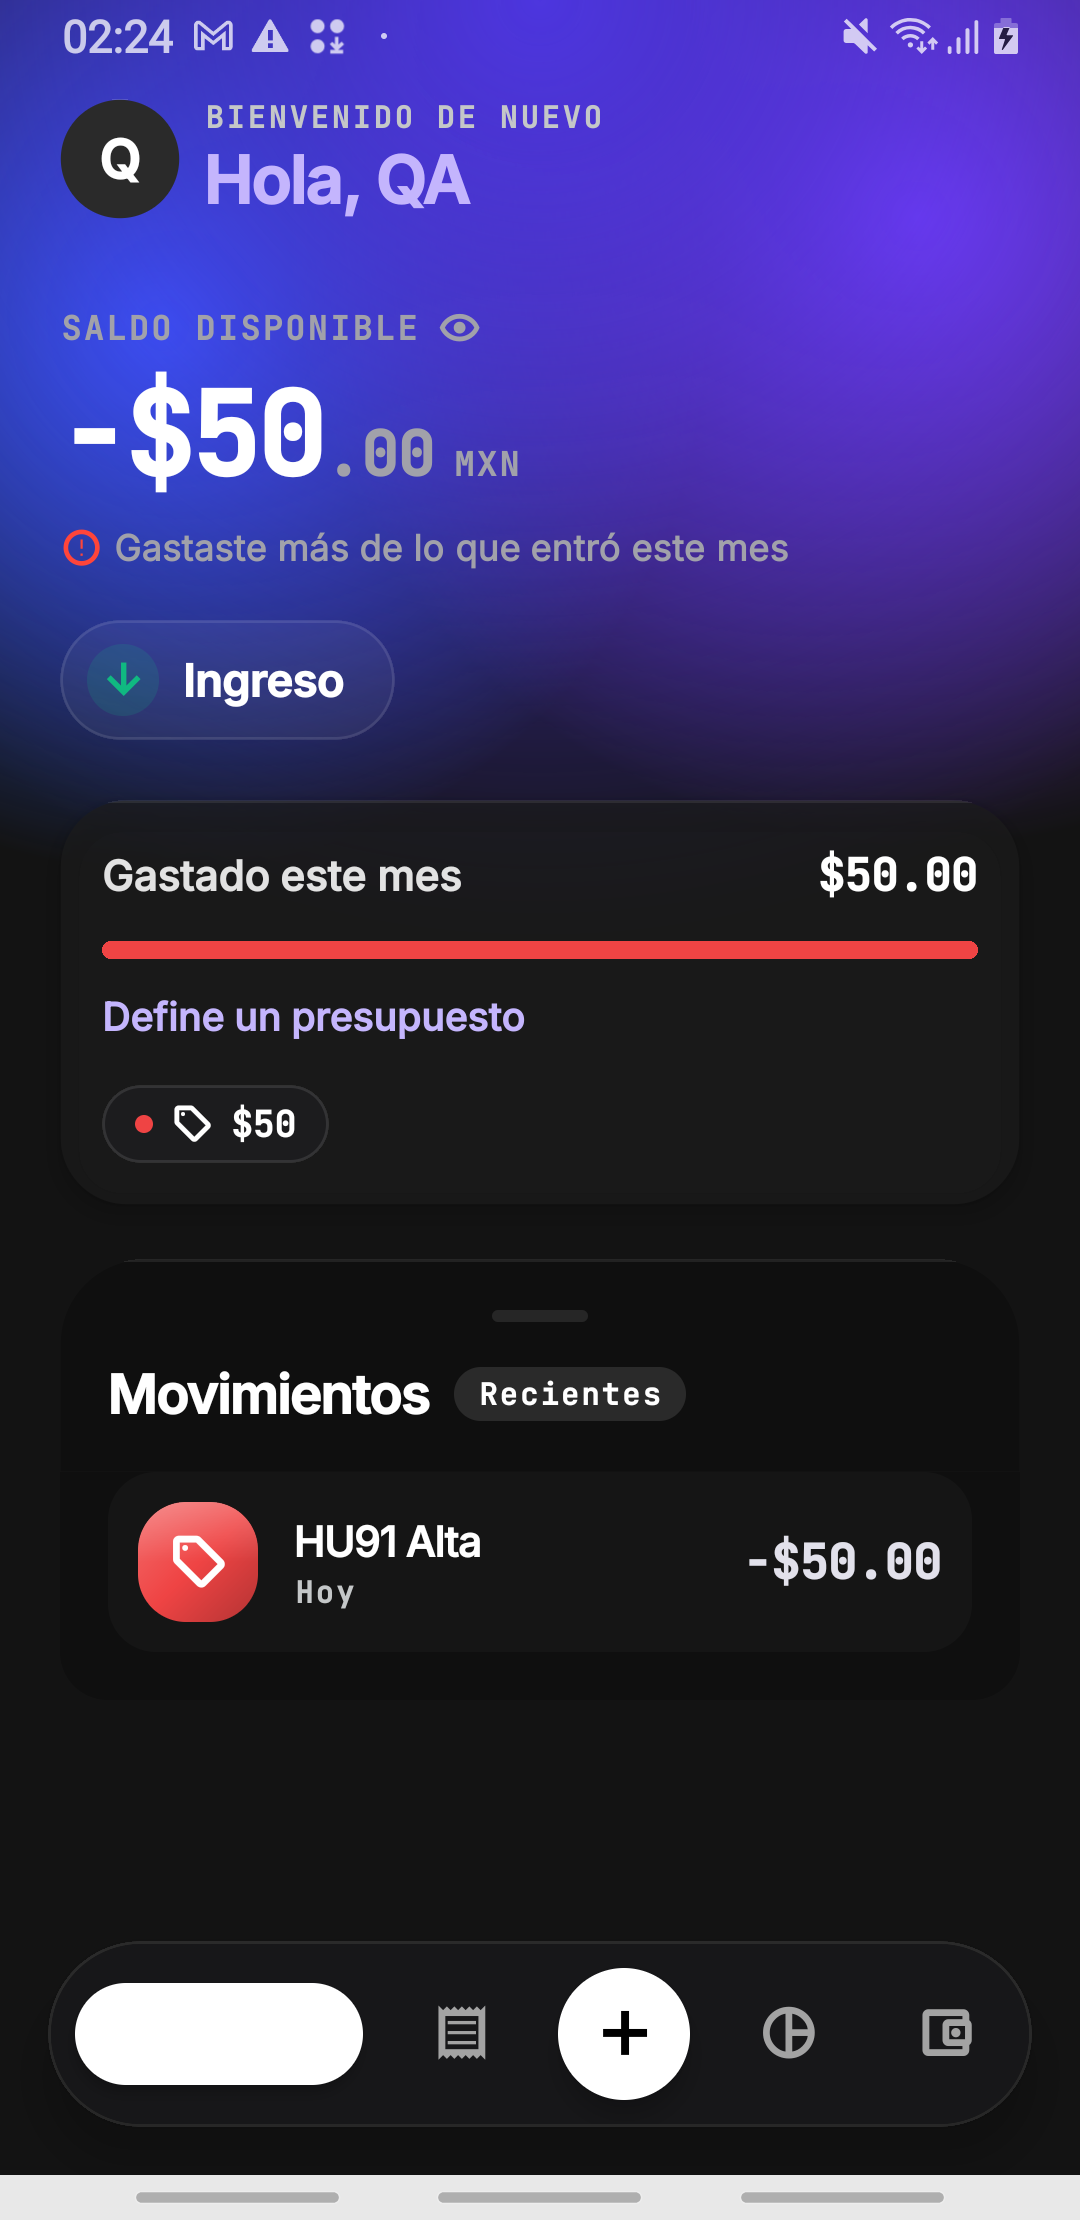 02:24
Q
BIENVENIDO DE NUEVO
Hola, QA
SALDO DISPONIBLE
-$50.00 MXN
Gastaste más de lo que entró este mes
Ingreso
Gastado este mes $50.00
Define un presupuesto
$50
Movimientos Recientes
HU91 Alta -$50.00
Hoy